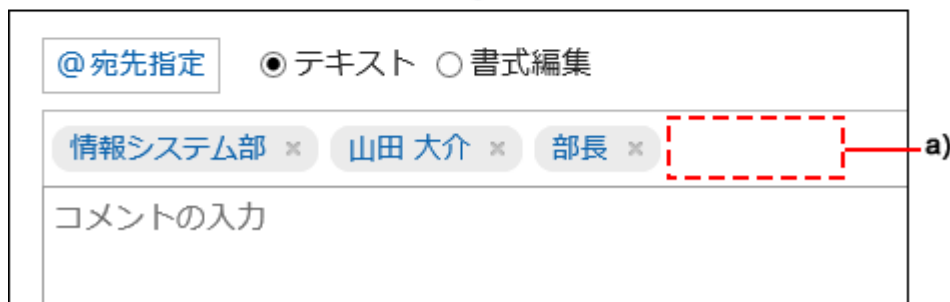 @宛先指定 テキスト 書式編集
情報システム部 × 山田 大介 × 部長 × a)
コメントの入力